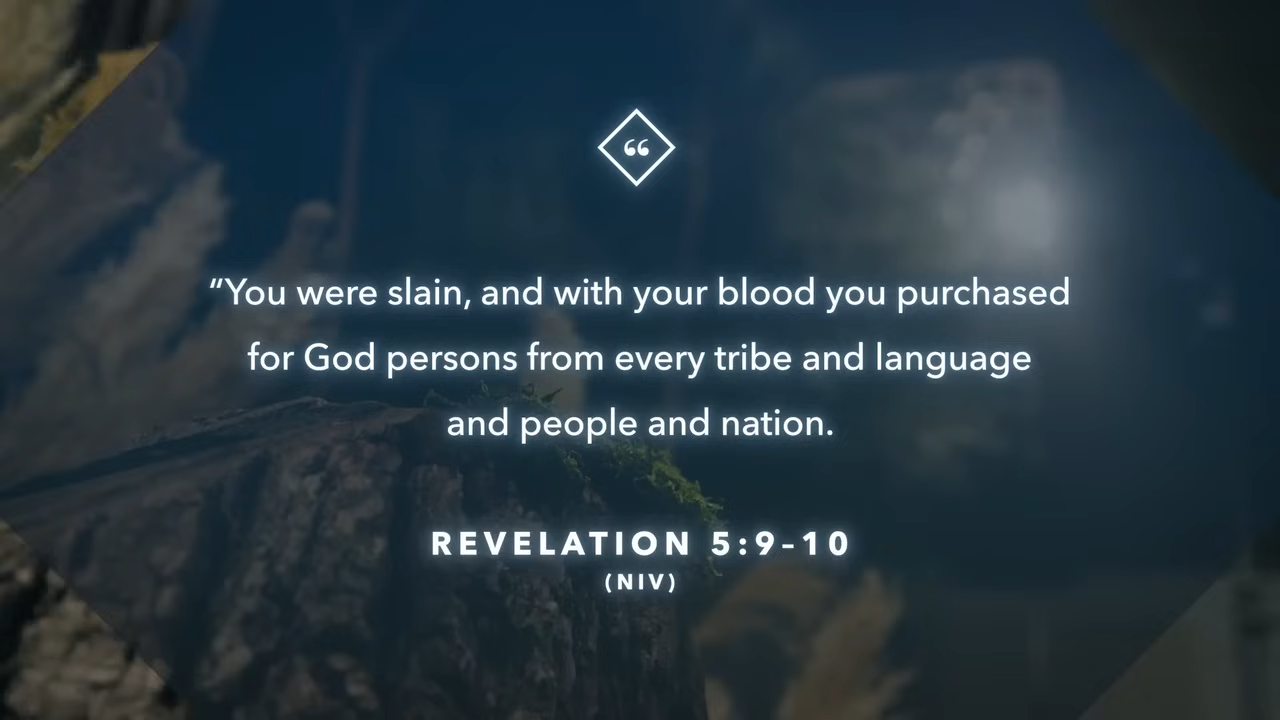 “
“You were slain, and with your blood you purchased
for God persons from every tribe and language
and people and nation.
REVELATION 5:9–10
(NIV)